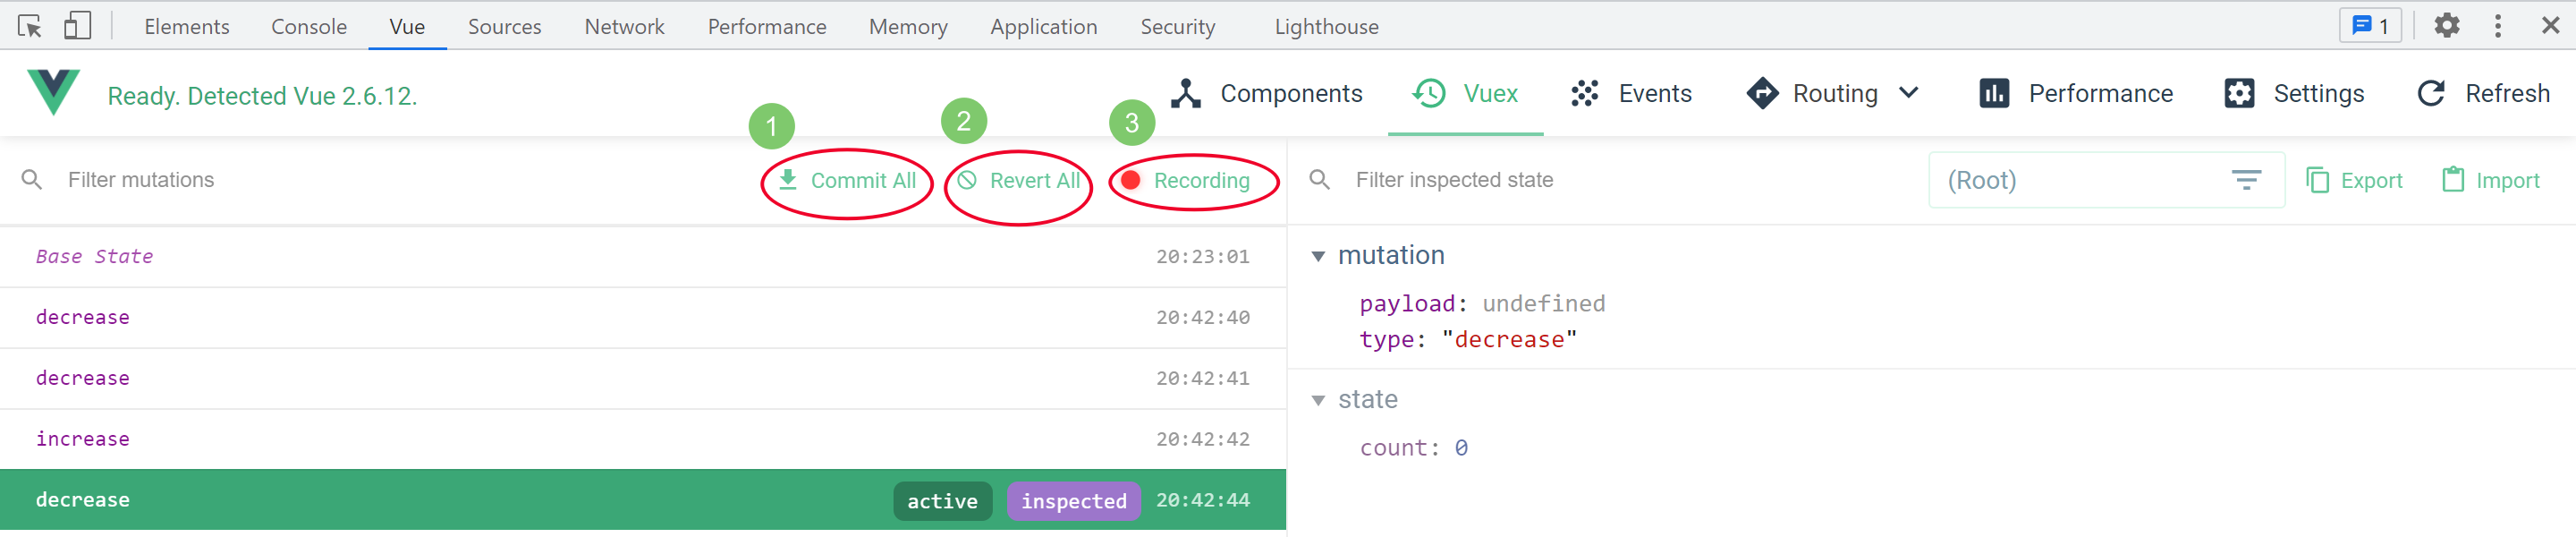 Elements Console Vue Sources Network Performance Memory Application Security Lighthouse 1
Ready. Detected Vue 2.6.12. Components Vuex Events Routing Performance Settings Refresh
1 2 3
Filter mutations Commit All Revert All Recording Filter inspected state (Root) Export Import
Base State 20:23:01
mutation
decrease 20:42:40
payload: undefined
type: "decrease"
decrease 20:42:41
state
increase 20:42:42
count: 0
decrease active inspected 20:42:44